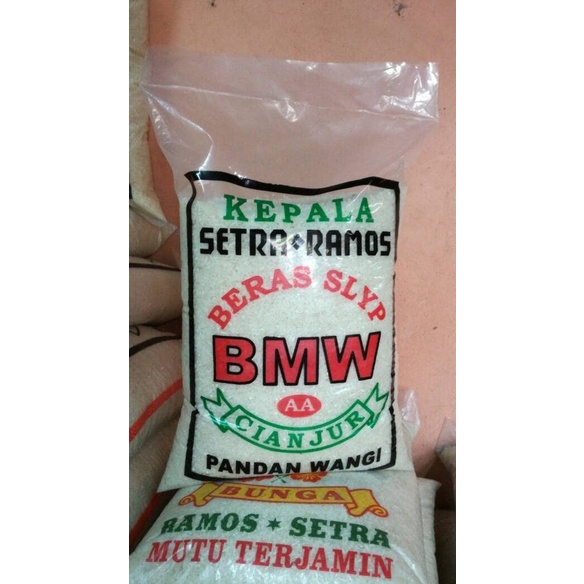 KEPALA
SETRA RAMOS
BERAS SLYP
BMW
AA
CIANJUR
PANDAN WANGI
BUNGA
RAMOS * SETRA
MUTU TERJAMIN